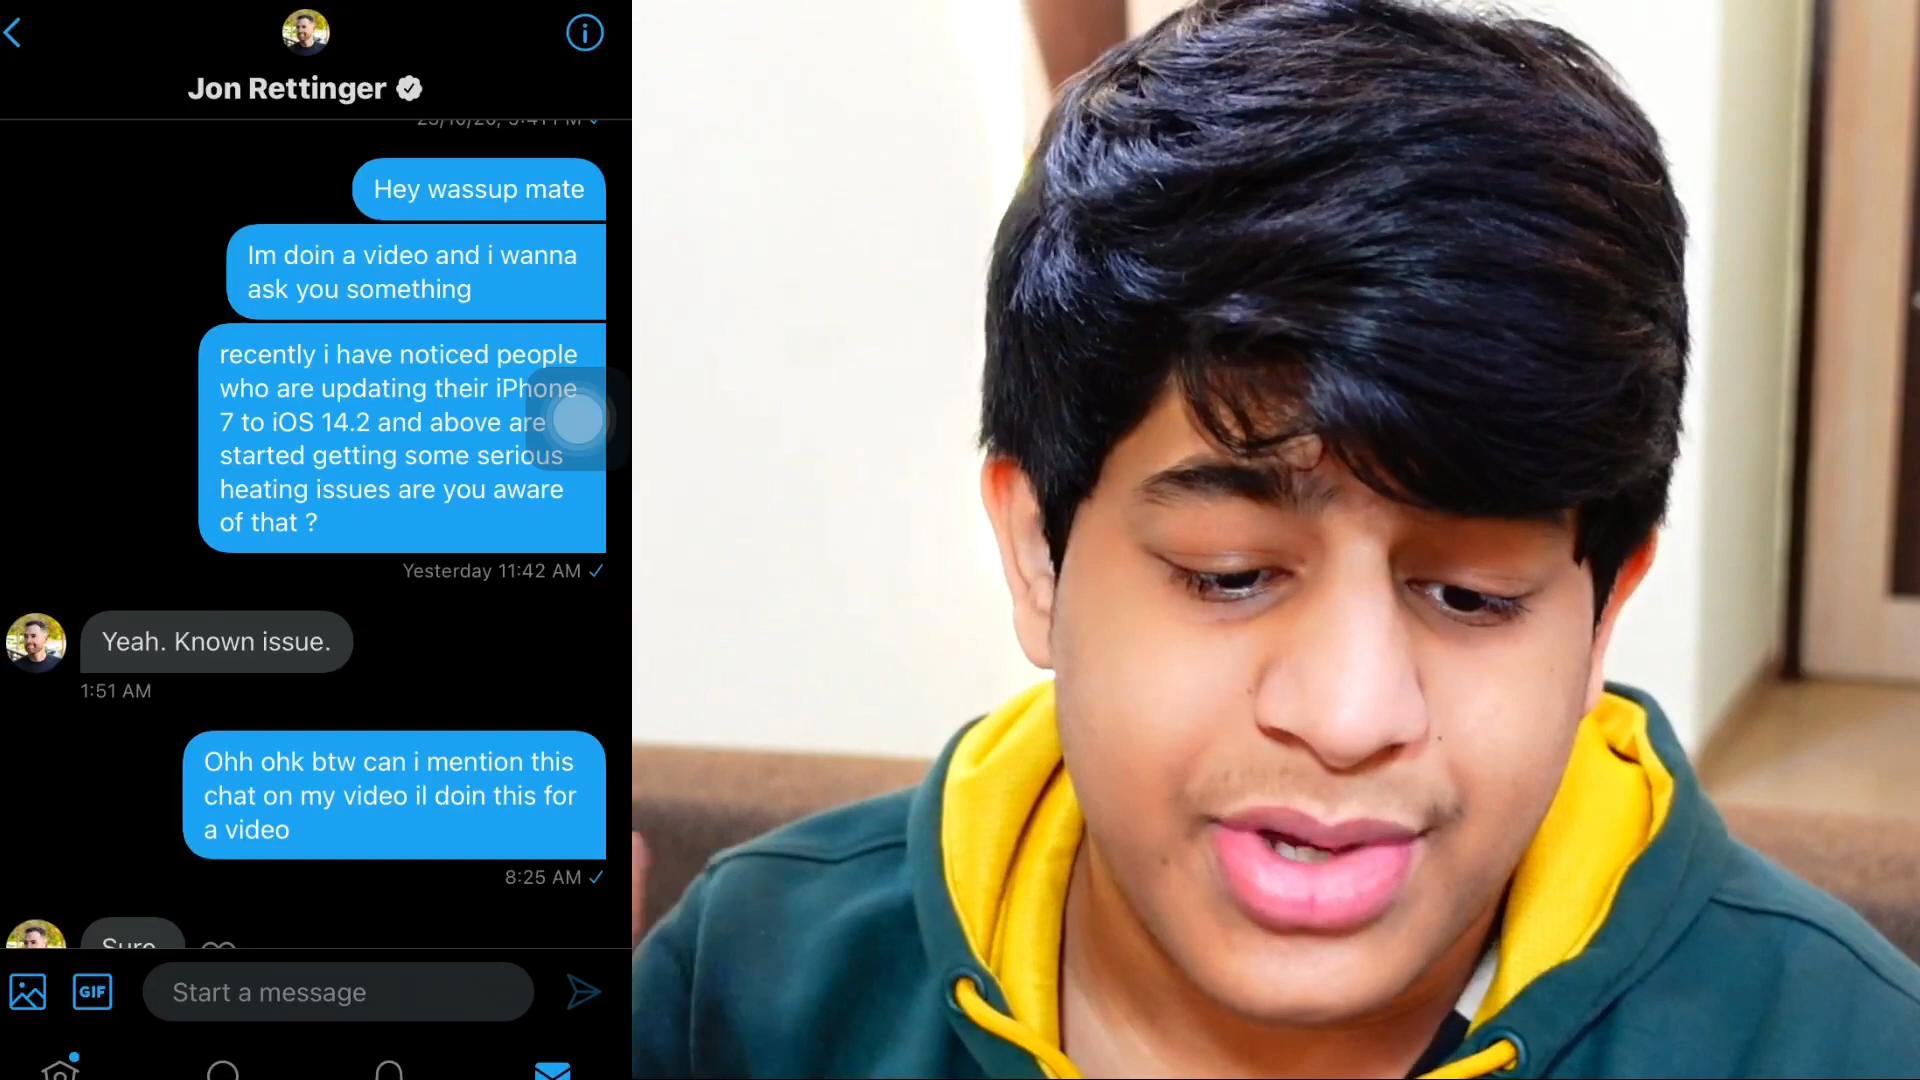 Jon Rettinger
Hey wassup mate
Im doin a video and i wanna
ask you something
recently i have noticed people
who are updating their iPhone
7 to iOS 14.2 and above are
started getting some serious
heating issues are you aware
of that ?
Yesterday 11:42 AM
Yeah. Known issue.
1:51 AM
Ohh ohk btw can i mention this
chat on my video il doin this for
a video
8:25 AM
Sure
GIF
Start a message